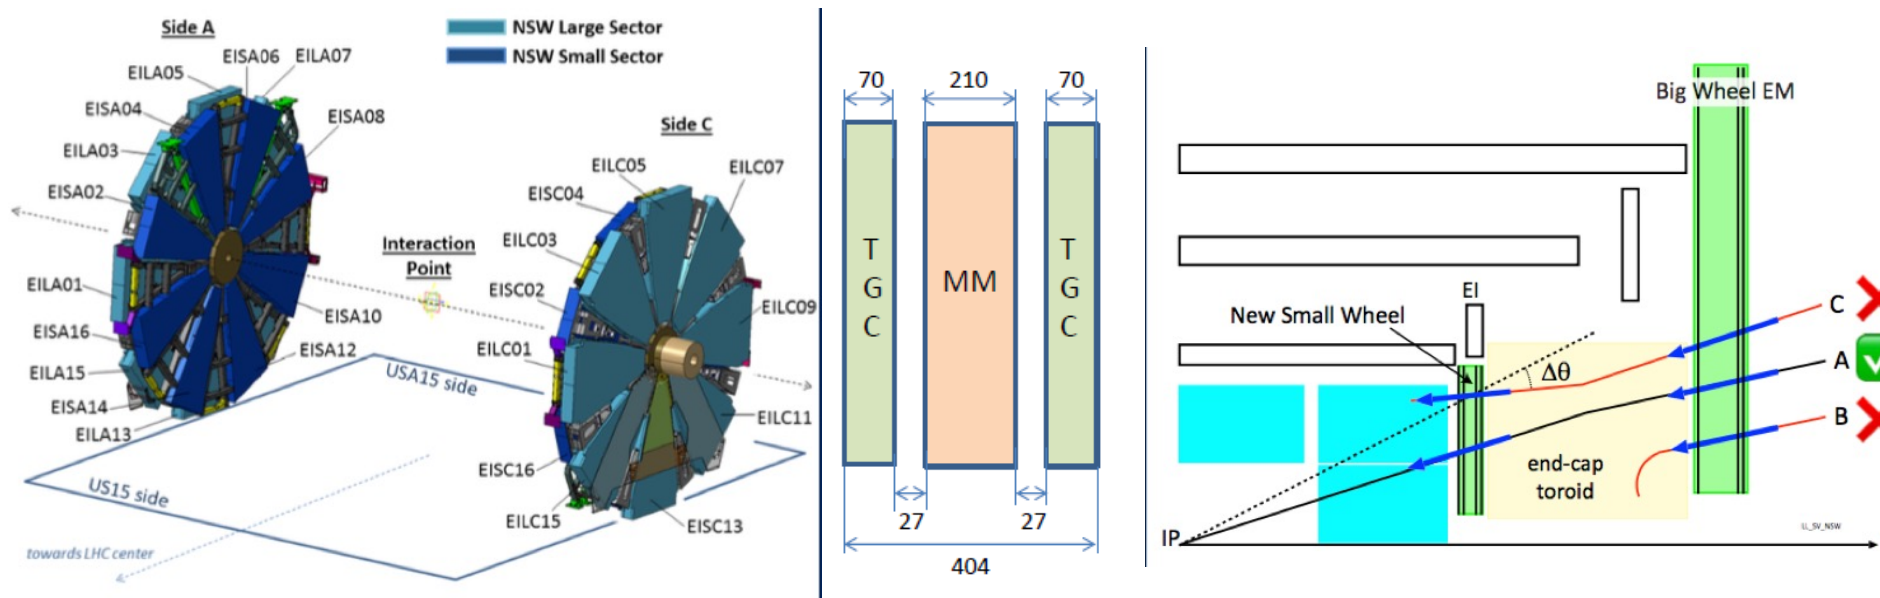 Side A
NSW Large Sector
NSW Small Sector
EISA06
EILA07
EILA05
EISA04
EISA08
EILA03
EISA02
EILA01
EISA16
EILA15
EISA14
EILA13
EISA12
EISA10
Interaction
Point
Side C
EILC05
EILC07
EISC04
EILC03
EISC02
EILC01
EILC09
EILC11
EISC16
EILC15
EISC13
USA15 side
US15 side
towards LHC center
70
210
70
T
G
C
MM
T
G
C
27
27
404
Big Wheel EM
EI
New Small Wheel
Δθ
C
A
B
end-cap
toroid
IP
LL_SV_NSW